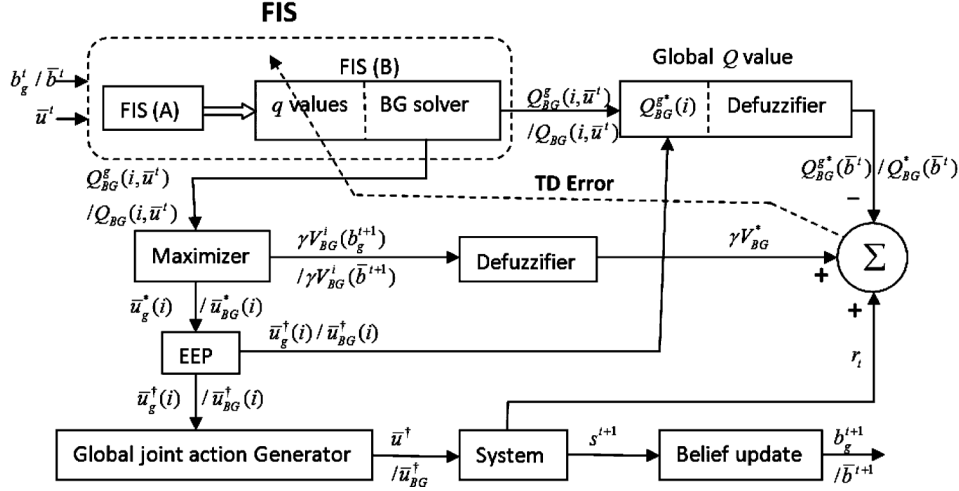 FIS
Global Q value
b_g^t / b̄^t
ū^t
FIS (A)
FIS (B)
q values
BG solver
Q_BG^g(i,ū^t)
/Q_BG(i,ū^t)
Q_BG^g*(i)
Defuzzifier
Q_BG^g(i,ū^t)
/Q_BG(i,ū^t)
TD Error
Q_BG^g*(b̄^t)/Q_BG^*(b̄^t)
−
Maximizer
γV_BG^i(b_g^{t+1})
/γV_BG^i(b̄^{t+1})
Defuzzifier
γV_BG^*
Σ
+
+
ū_g^*(i) /ū_BG^*(i)
EEP
ū_g^†(i)/ū_BG^†(i)
r_t
ū_g^†(i) /ū_BG^†(i)
Global joint action Generator
ū^†
/ū_BG^†
System
s^{t+1}
Belief update
b_g^{t+1}
/b̄^{t+1}